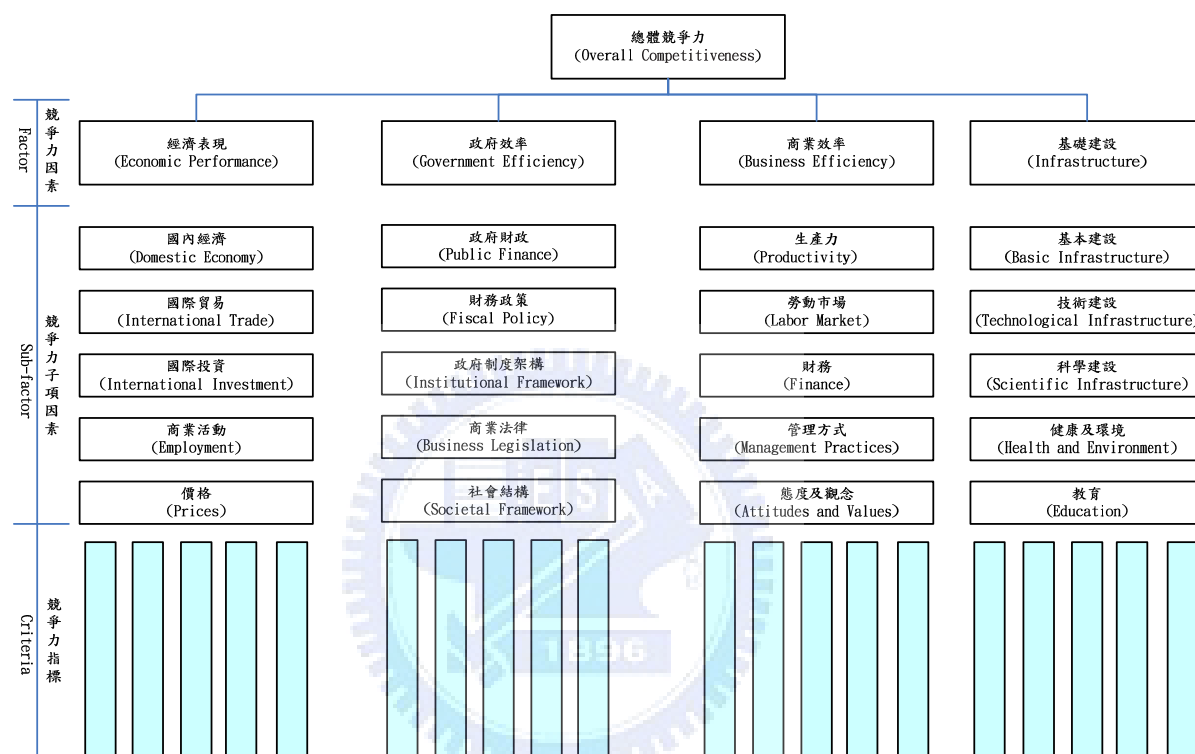 總體競爭力
(Overall Competitiveness)
Factor
競爭力因素
經濟表現
(Economic Performance)
政府效率
(Government Efficiency)
商業效率
(Business Efficiency)
基礎建設
(Infrastructure)
Sub-factor
競爭力子項因素
國內經濟
(Domestic Economy)
政府財政
(Public Finance)
生產力
(Productivity)
基本建設
(Basic Infrastructure)
國際貿易
(International Trade)
財務政策
(Fiscal Policy)
勞動市場
(Labor Market)
技術建設
(Technological Infrastructure)
國際投資
(International Investment)
政府制度架構
(Institutional Framework)
財務
(Finance)
科學建設
(Scientific Infrastructure)
商業活動
(Employment)
商業法律
(Business Legislation)
管理方式
(Management Practices)
健康及環境
(Health and Environment)
價格
(Prices)
社會結構
(Societal Framework)
態度及觀念
(Attitudes and Values)
教育
(Education)
Criteria
競爭力指標
ESA
1896